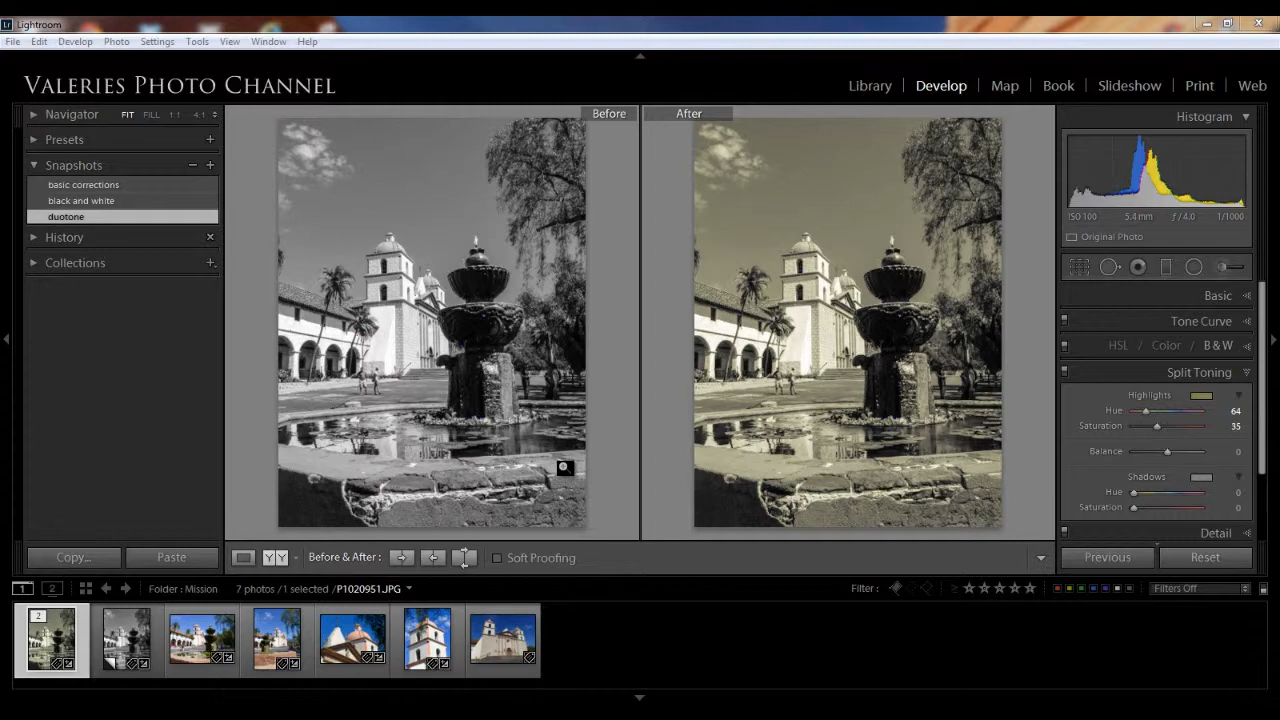 Lightroom
File Edit Develop Photo Settings Tools View Window Help
VALERIES PHOTO CHANNEL
Library Develop Map Book Slideshow Print Web
Navigator FIT FILL 1:1 4:1
Presets
Snapshots
basic corrections
black and white
duotone
History
Collections
Copy... Paste
Before After
Before & After : Soft Proofing
Histogram
ISO 100 5.4 mm ƒ / 4.0 1/1000
Original Photo
Basic
Tone Curve
HSL / Color / B & W
Split Toning
Highlights
Hue 64
Saturation 35
Balance 0
Shadows
Hue 0
Saturation 0
Detail
Previous Reset
1 2 Folder : Mission 7 photos / 1 selected / P1020951.JPG Filter : Filters Off
2